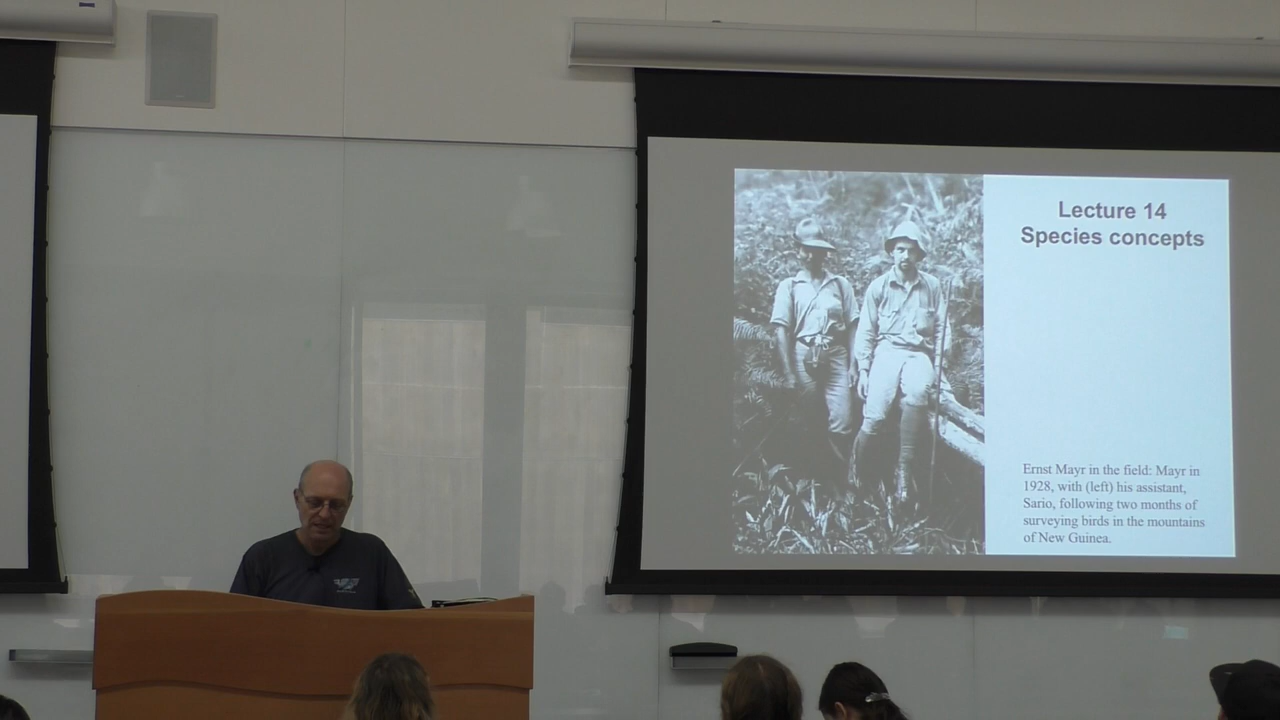 Lecture 14
Species concepts
Ernst Mayr in the field: Mayr in
1928, with (left) his assistant,
Sario, following two months of
surveying birds in the mountains
of New Guinea.